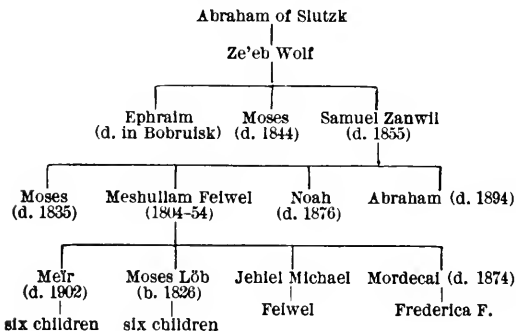 Abraham of Slutzk
Ze'eb Wolf
Ephraim Moses Samuel Zanwil
(d. in Bobruisk) (d. 1844) (d. 1855)
Moses Meshullam Feiwel Noah Abraham (d. 1894)
(d. 1835) (1804-54) (d. 1876)
Meïr Moses Löb Jehiel Michael Mordecai (d. 1874)
(d. 1902) (b. 1826) Feiwel Frederica F.
six children six children